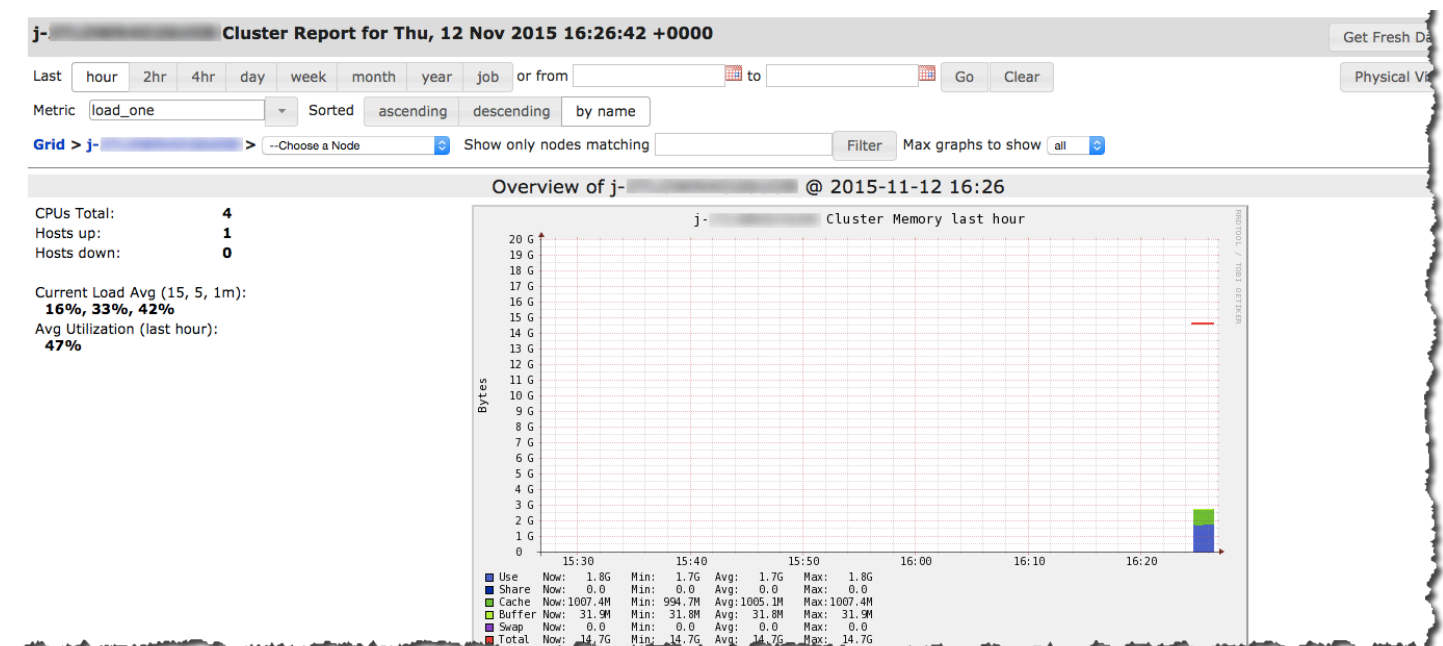 j- Cluster Report for Thu, 12 Nov 2015 16:26:42 +0000
Get Fresh Da
Last hour 2hr 4hr day week month year job or from to Go Clear
Physical Vi
Metric load_one Sorted ascending descending by name
Grid > j- > --Choose a Node Show only nodes matching Filter Max graphs to show all
Overview of j- @ 2015-11-12 16:26
CPUs Total: 4
Hosts up: 1
Hosts down: 0
Current Load Avg (15, 5, 1m):
16%, 33%, 42%
Avg Utilization (last hour):
47%
j- Cluster Memory last hour
RRDTOOL / TOBI OETIKER
Bytes
20 G
19 G
18 G
17 G
16 G
15 G
14 G
13 G
12 G
11 G
10 G
9 G
8 G
7 G
6 G
5 G
4 G
3 G
2 G
1 G
0
15:30 15:40 15:50 16:00 16:10 16:20
Use Now: 1.8G Min: 1.7G Avg: 1.7G Max: 1.8G
Share Now: 0.0 Min: 0.0 Avg: 0.0 Max: 0.0
Cache Now:1007.4M Min: 994.7M Avg:1005.1M Max:1007.4M
Buffer Now: 31.9M Min: 31.8M Avg: 31.8M Max: 31.9M
Swap Now: 0.0 Min: 0.0 Avg: 0.0 Max: 0.0
Total Now: 14.7G Min: 14.7G Avg: 14.7G Max: 14.7G